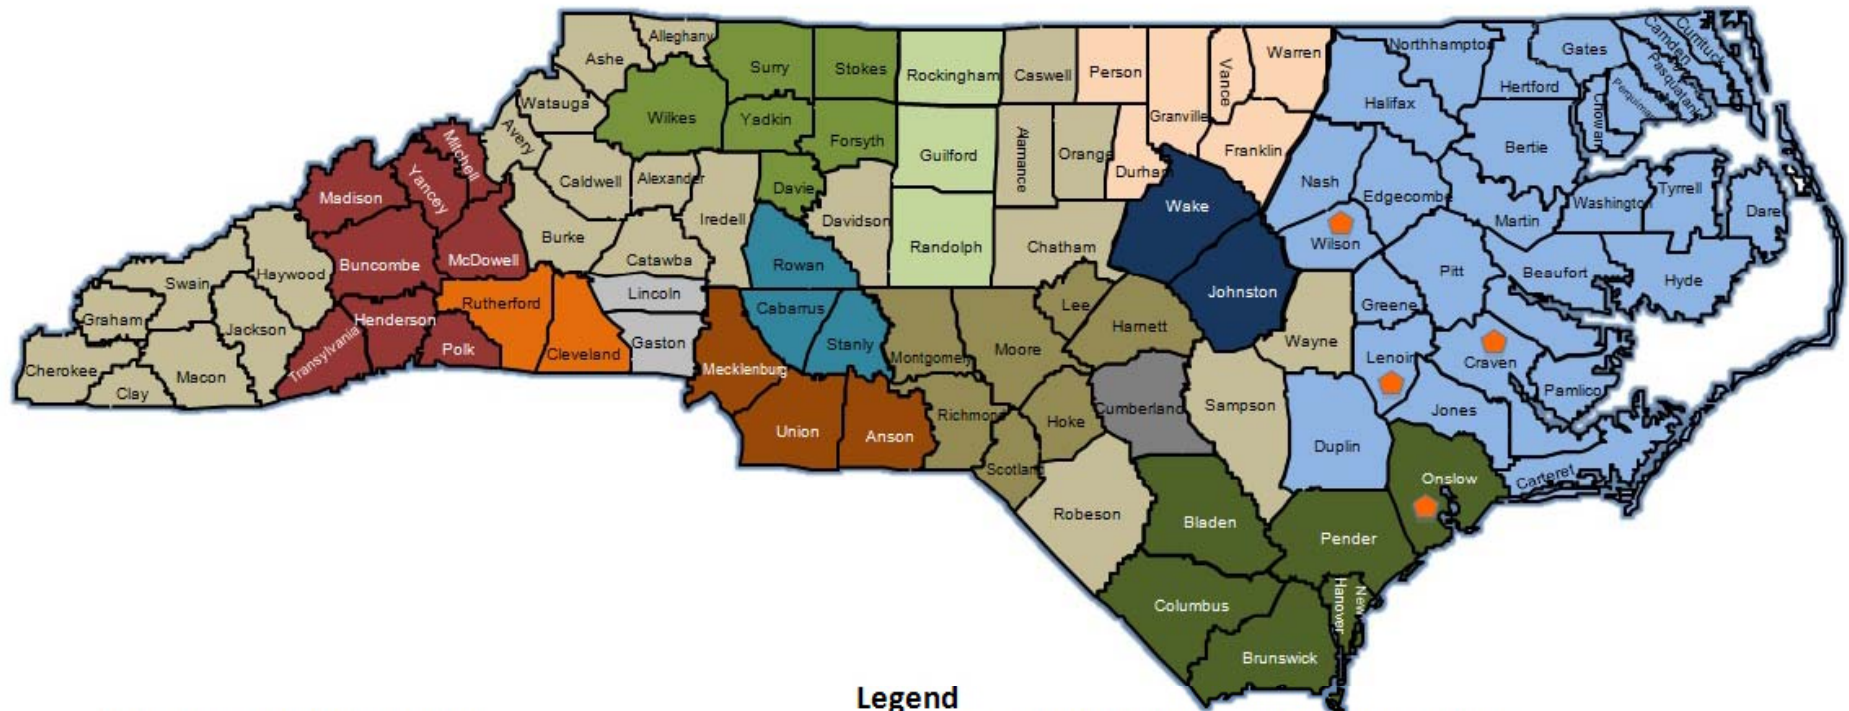 Alleghany
Ashe
Surry
Stokes
Rockingham
Caswell
Person
Vance
Warren
Northhampton
Gates
Camden
Currituck
Pasquatank
Perquimans
Chowan
Hertford
Halifax
Watauga
Wilkes
Yadkin
Forsyth
Guilford
Alamance
Orange
Granville
Durham
Franklin
Nash
Edgecombe
Bertie
Martin
Washington
Tyrrell
Dare
Mitchell
Avery
Yancey
Madison
Caldwell
Alexander
Davie
Iredell
Davidson
Randolph
Chatham
Wake
Wilson
Pitt
Beaufort
Hyde
Buncombe
McDowell
Burke
Catawba
Rowan
Swain
Haywood
Lincoln
Rutherford
Cabarrus
Lee
Johnston
Greene
Graham
Jackson
Henderson
Transylvania
Polk
Cleveland
Gaston
Mecklenburg
Stanly
Montgomery
Moore
Harnett
Wayne
Lenoir
Craven
Pamlico
Cherokee
Clay
Macon
Union
Anson
Richmond
Hoke
Cumberland
Sampson
Duplin
Jones
Carteret
Scotland
Robeson
Bladen
Onslow
Pender
Columbus
New
Hanover
Brunswick
Legend